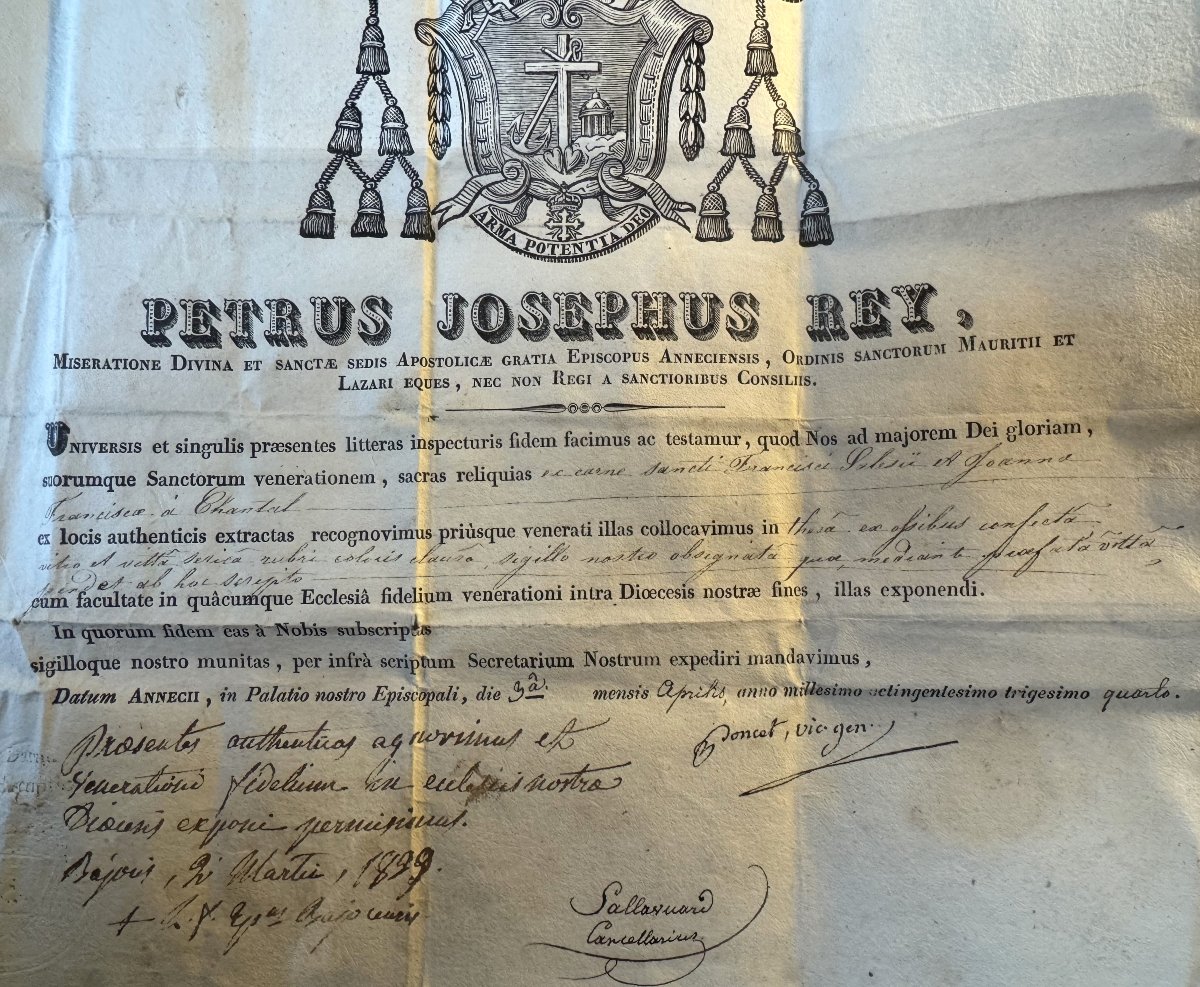 ARMA POTENTIA DEO
PETRUS JOSEPHUS REY,
MISERATIONE DIVINA ET SANCTÆ SEDIS APOSTOLICÆ GRATIA EPISCOPUS ANNECIENSIS, ORDINIS SANCTORUM MAURITII ET
LAZARI EQUES, NEC NON REGI A SANCTIORIBUS CONSILIIS.
UNIVERSIS et singulis præsentes litteras inspecturis fidem facimus ac testamur, quod Nos ad majorem Dei gloriam,
suorumque Sanctorum venerationem, sacras reliquias ex carne sancti Francisci Salesii et Joannæ
Franciscæ à Chantal
ex locis authenticis extractas recognovimus priùsque venerati illas collocavimus in thecâ ex ossibus confectâ
vitro et vittâ sericâ rubri coloris clausâ sigillo nostro obsignatâ quæ, mediante præfatâ vittâ,
pendet ab hoc scripto
cum facultate in quâcumque Ecclesiâ fidelium venerationi intra Diœcesis nostræ fines, illas exponendi.
In quorum fidem eas à Nobis subscriptas
sigilloque nostro munitas, per infrà scriptum Secretarium Nostrum expediri mandavimus,
Datum ANNECII, in Palatio nostro Episcopali, die 3â mensis Aprilis, anno millesimo octingentesimo trigesimo quarto.
Poncet, vic. gen.
Præsentes authenticas agnovimus et
Venerationi fidelium in ecclesiis nostræ
Diœcesis exponi permisimus.
Bajocis, 2 Martii,
+ Epus Bajocensis
Cancellarius